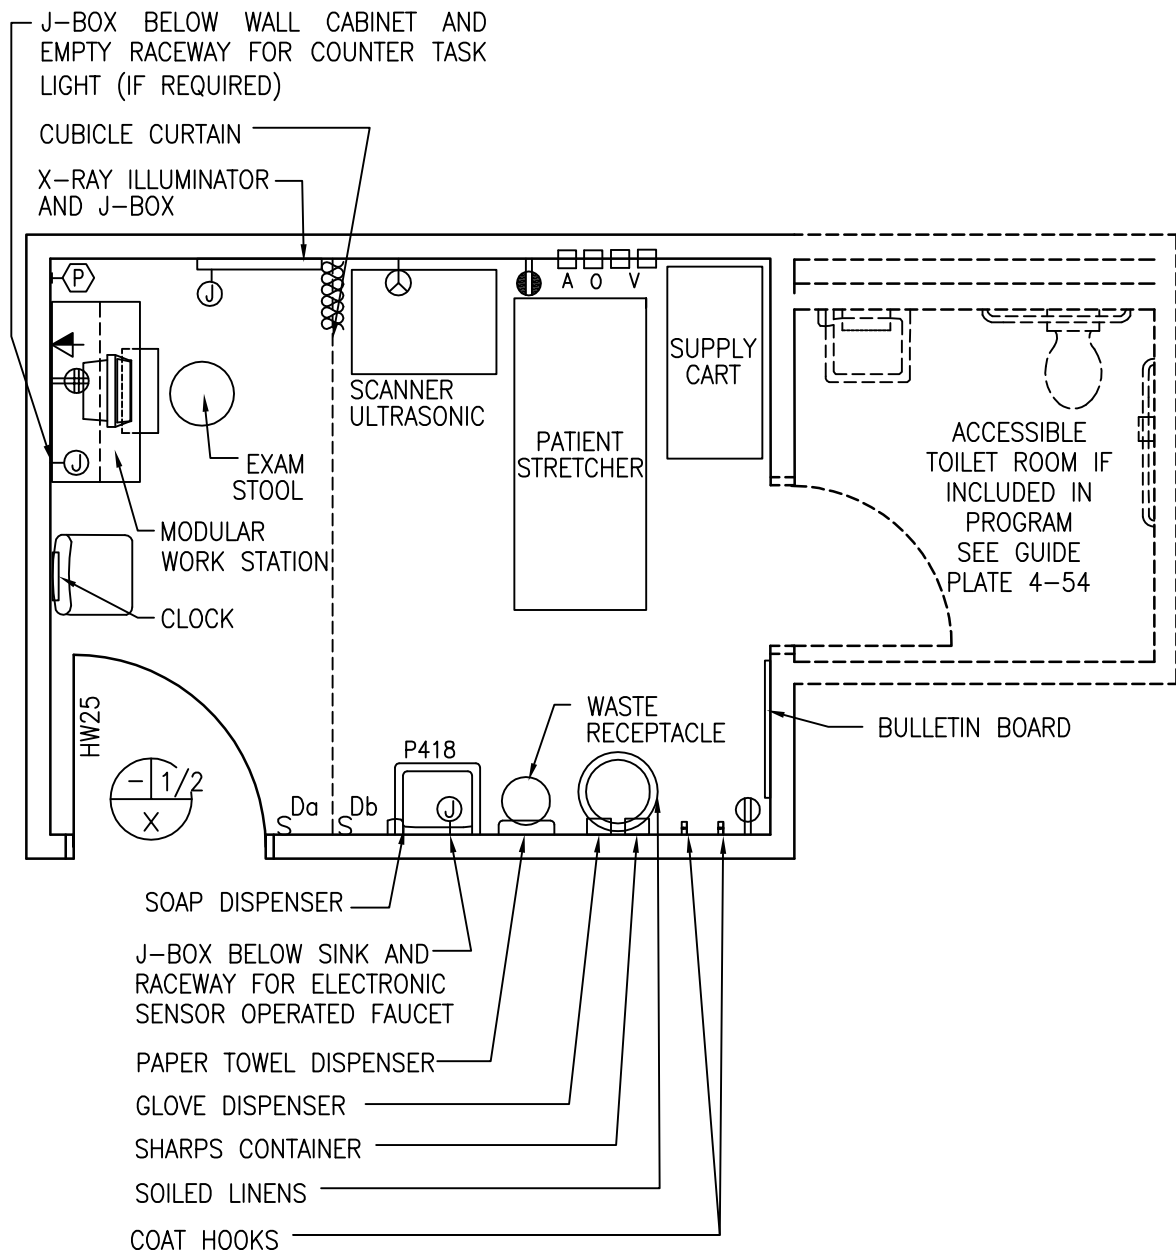 J-BOX BELOW WALL CABINET AND
EMPTY RACEWAY FOR COUNTER TASK
LIGHT (IF REQUIRED)
CUBICLE CURTAIN
X-RAY ILLUMINATOR
AND J-BOX
P
J
A O V
SUPPLY
CART
SCANNER
ULTRASONIC
PATIENT
STRETCHER
J
EXAM
STOOL
MODULAR
WORK STATION
CLOCK
ACCESSIBLE
TOILET ROOM IF
INCLUDED IN
PROGRAM
SEE GUIDE
PLATE 4-54
HW25
WASTE
RECEPTACLE
BULLETIN BOARD
P418
- 1/2
X
S Da
S Db
J
SOAP DISPENSER
J-BOX BELOW SINK AND
RACEWAY FOR ELECTRONIC
SENSOR OPERATED FAUCET
PAPER TOWEL DISPENSER
GLOVE DISPENSER
SHARPS CONTAINER
SOILED LINENS
COAT HOOKS